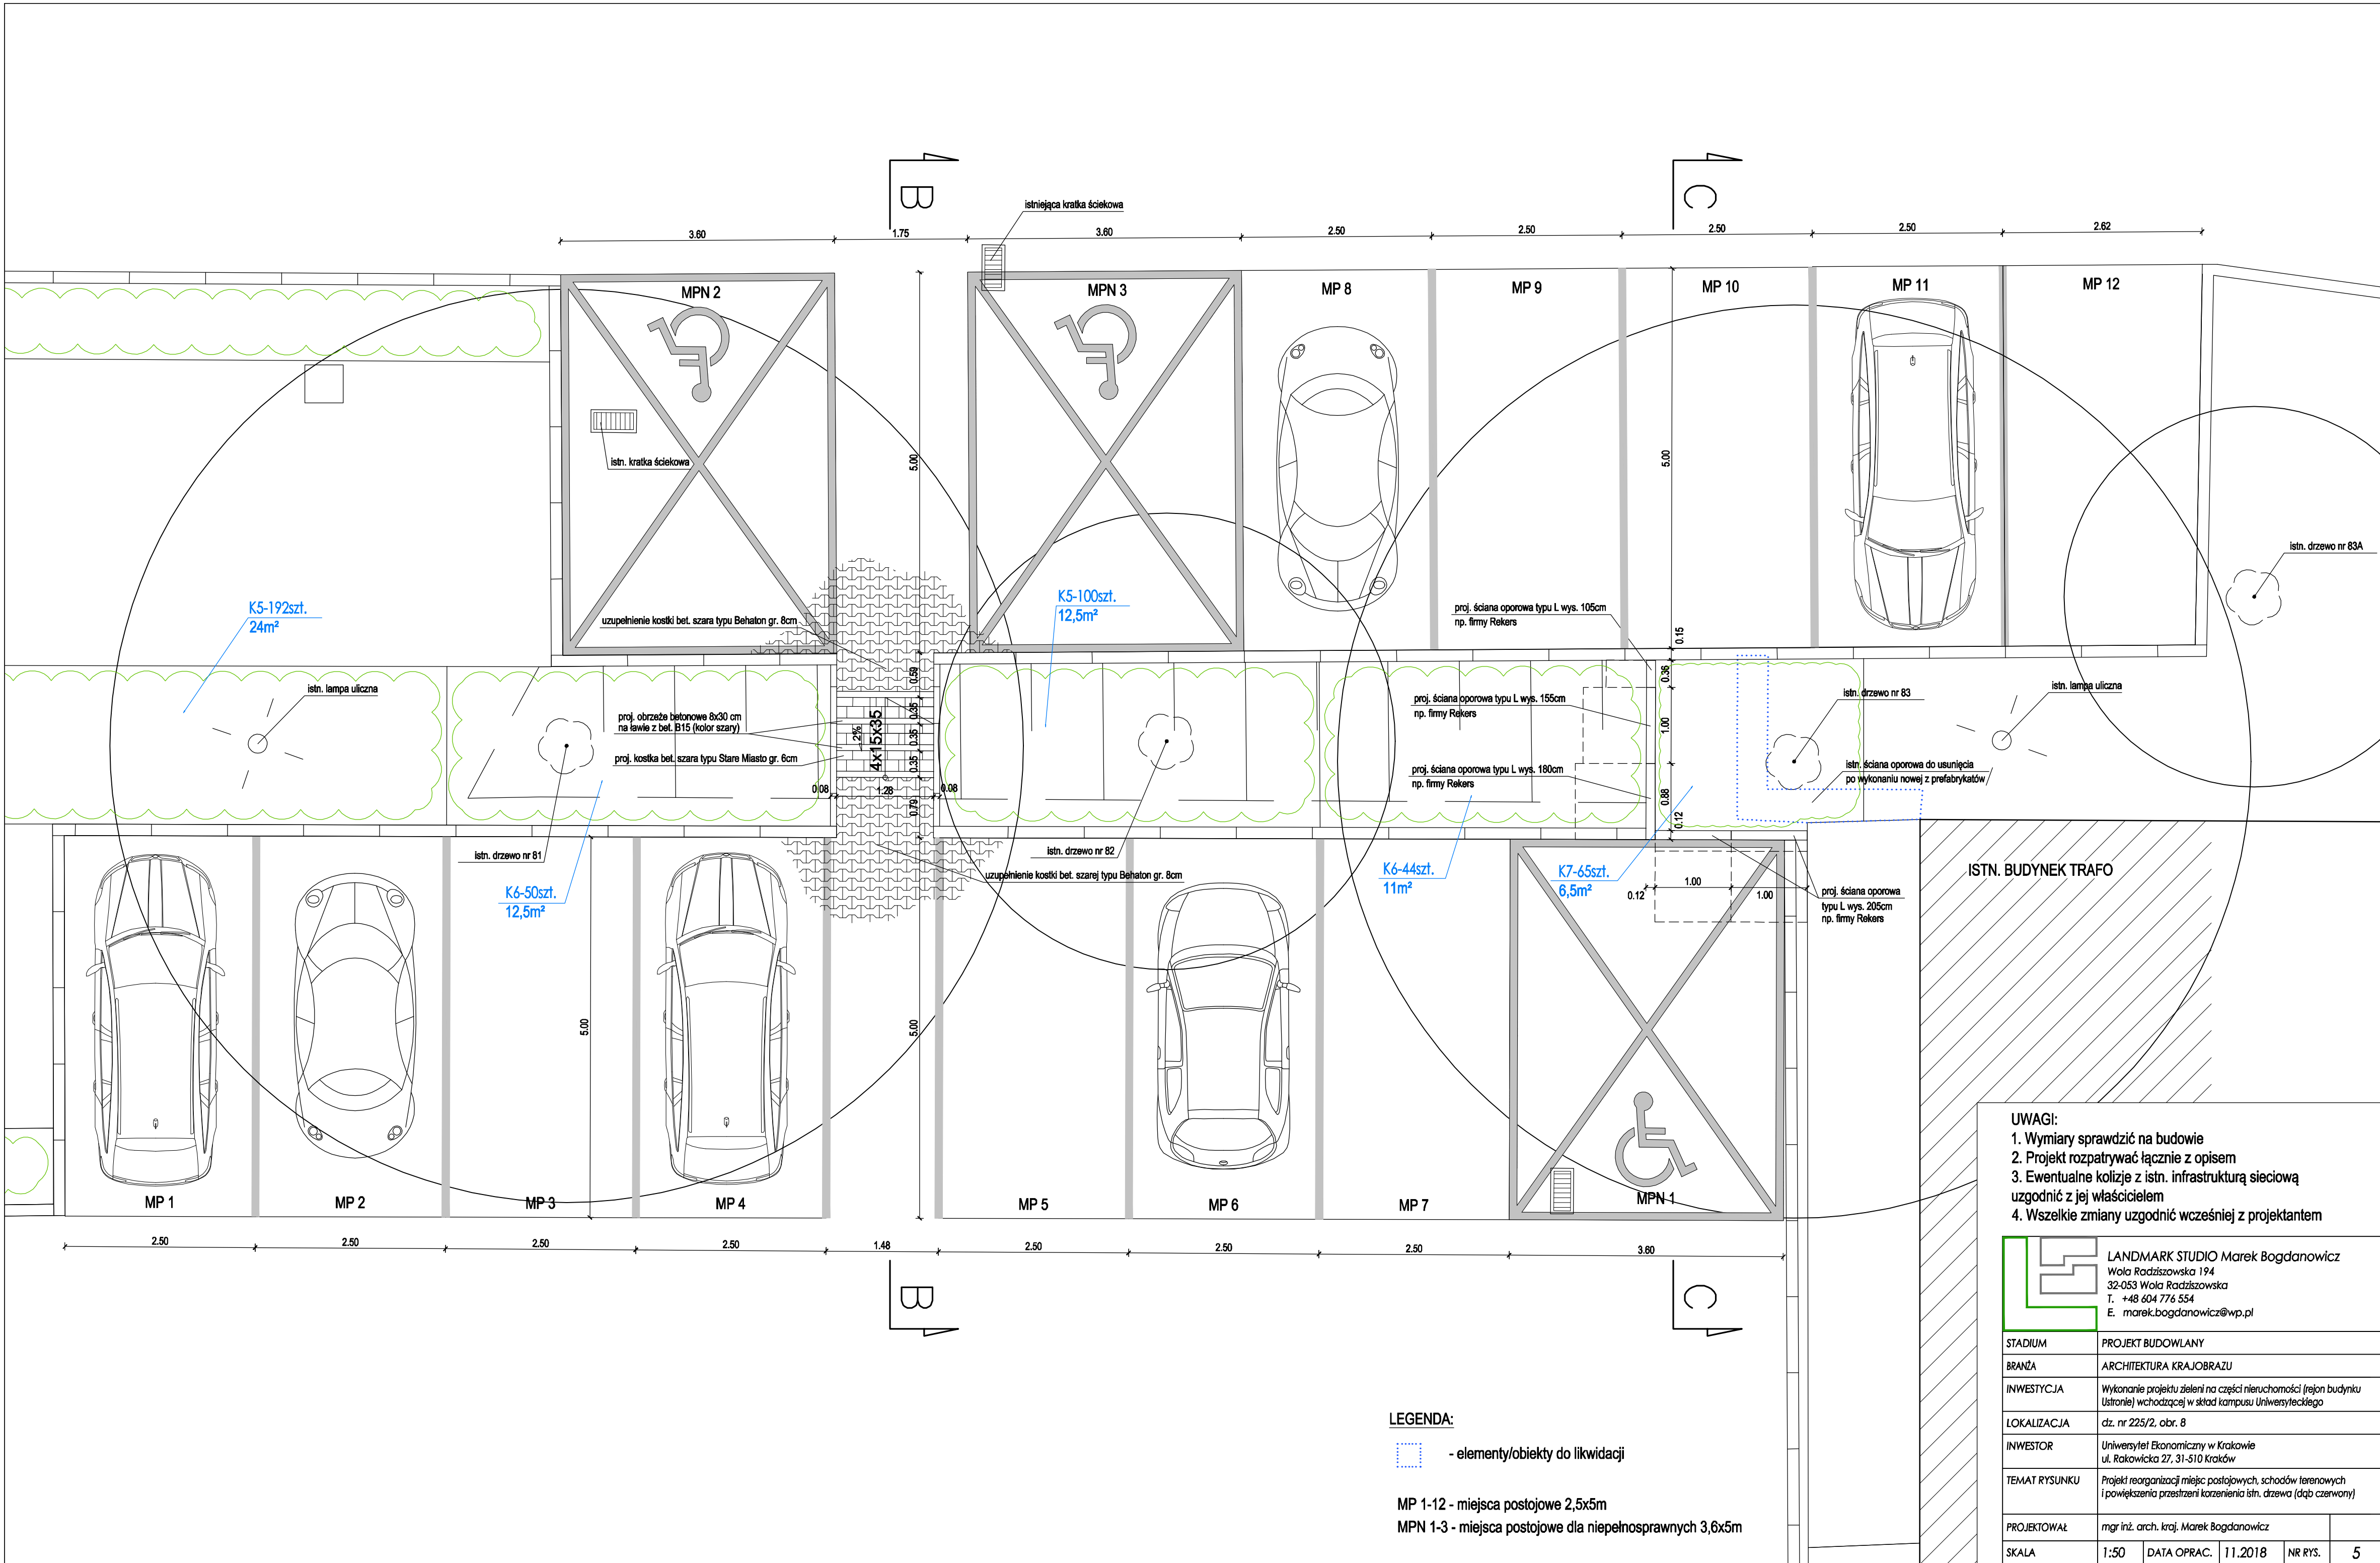 B
C
istniejąca kratka ściekowa
3.60
1.75
3.60
2.50
2.50
2.50
2.50
2.62
MPN 2
MPN 3
MP 8
MP 9
MP 10
MP 11
MP 12
istn. kratka ściekowa
5.00
5.00
istn. drzewo nr 83A
K5-192szt.
24m²
uzupełnienie kostki bet. szara typu Behaton gr. 8cm
K5-100szt.
12,5m²
proj. ściana oporowa typu L wys. 105cm
np. firmy Rekers
0.15
0.59
0.36
istn. lampa uliczna
proj. obrzeże betonowe 8x30 cm
na ławie z bet. B15 (kolor szary)
proj. kostka bet. szara typu Stare Miasto gr. 6cm
2%
4x15x35
0.35
0.35
0.35
proj. ściana oporowa typu L wys. 155cm
np. firmy Rekers
1.00
istn. drzewo nr 83
istn. lampa uliczna
proj. ściana oporowa typu L wys. 180cm
np. firmy Rekers
istn. ściana oporowa do usunięcia
po wykonaniu nowej z prefabrykatów
0.08
1.28
0.08
0.79
0.88
0.12
istn. drzewo nr 81
istn. drzewo nr 82
uzupełnienie kostki bet. szarej typu Behaton gr. 8cm
K6-50szt.
12,5m²
K6-44szt.
11m²
K7-65szt.
6,5m²
0.12
1.00
1.00
proj. ściana oporowa
typu L wys. 205cm
np. firmy Rekers
ISTN. BUDYNEK TRAFO
5.00
5.00
MP 1
MP 2
MP 3
MP 4
MP 5
MP 6
MP 7
MPN 1
2.50
2.50
2.50
2.50
1.48
2.50
2.50
2.50
3.60
B
C
UWAGI:
1. Wymiary sprawdzić na budowie
2. Projekt rozpatrywać łącznie z opisem
3. Ewentualne kolizje z istn. infrastrukturą sieciową
uzgodnić z jej właścicielem
4. Wszelkie zmiany uzgodnić wcześniej z projektantem
LANDMARK STUDIO Marek Bogdanowicz
Wola Radziszowska 194
32-053 Wola Radziszowska
T. +48 604 776 554
E. marek.bogdanowicz@wp.pl
STADIUM PROJEKT BUDOWLANY
BRANŻA ARCHITEKTURA KRAJOBRAZU
INWESTYCJA Wykonanie projektu zieleni na części nieruchomości (rejon budynku
Ustronie) wchodzącej w skład kampusu Uniwersyteckiego
LOKALIZACJA dz. nr 225/2, obr. 8
INWESTOR Uniwersytet Ekonomiczny w Krakowie
ul. Rakowicka 27, 31-510 Kraków
TEMAT RYSUNKU Projekt reorganizacji miejsc postojowych, schodów terenowych
i powiększenia przestrzeni korzenienia istn. drzewa (dąb czerwony)
PROJEKTOWAŁ mgr inż. arch. kraj. Marek Bogdanowicz
SKALA 1:50 DATA OPRAC. 11.2018 NR RYS. 5
LEGENDA:
- elementy/obiekty do likwidacji
MP 1-12 - miejsca postojowe 2,5x5m
MPN 1-3 - miejsca postojowe dla niepełnosprawnych 3,6x5m